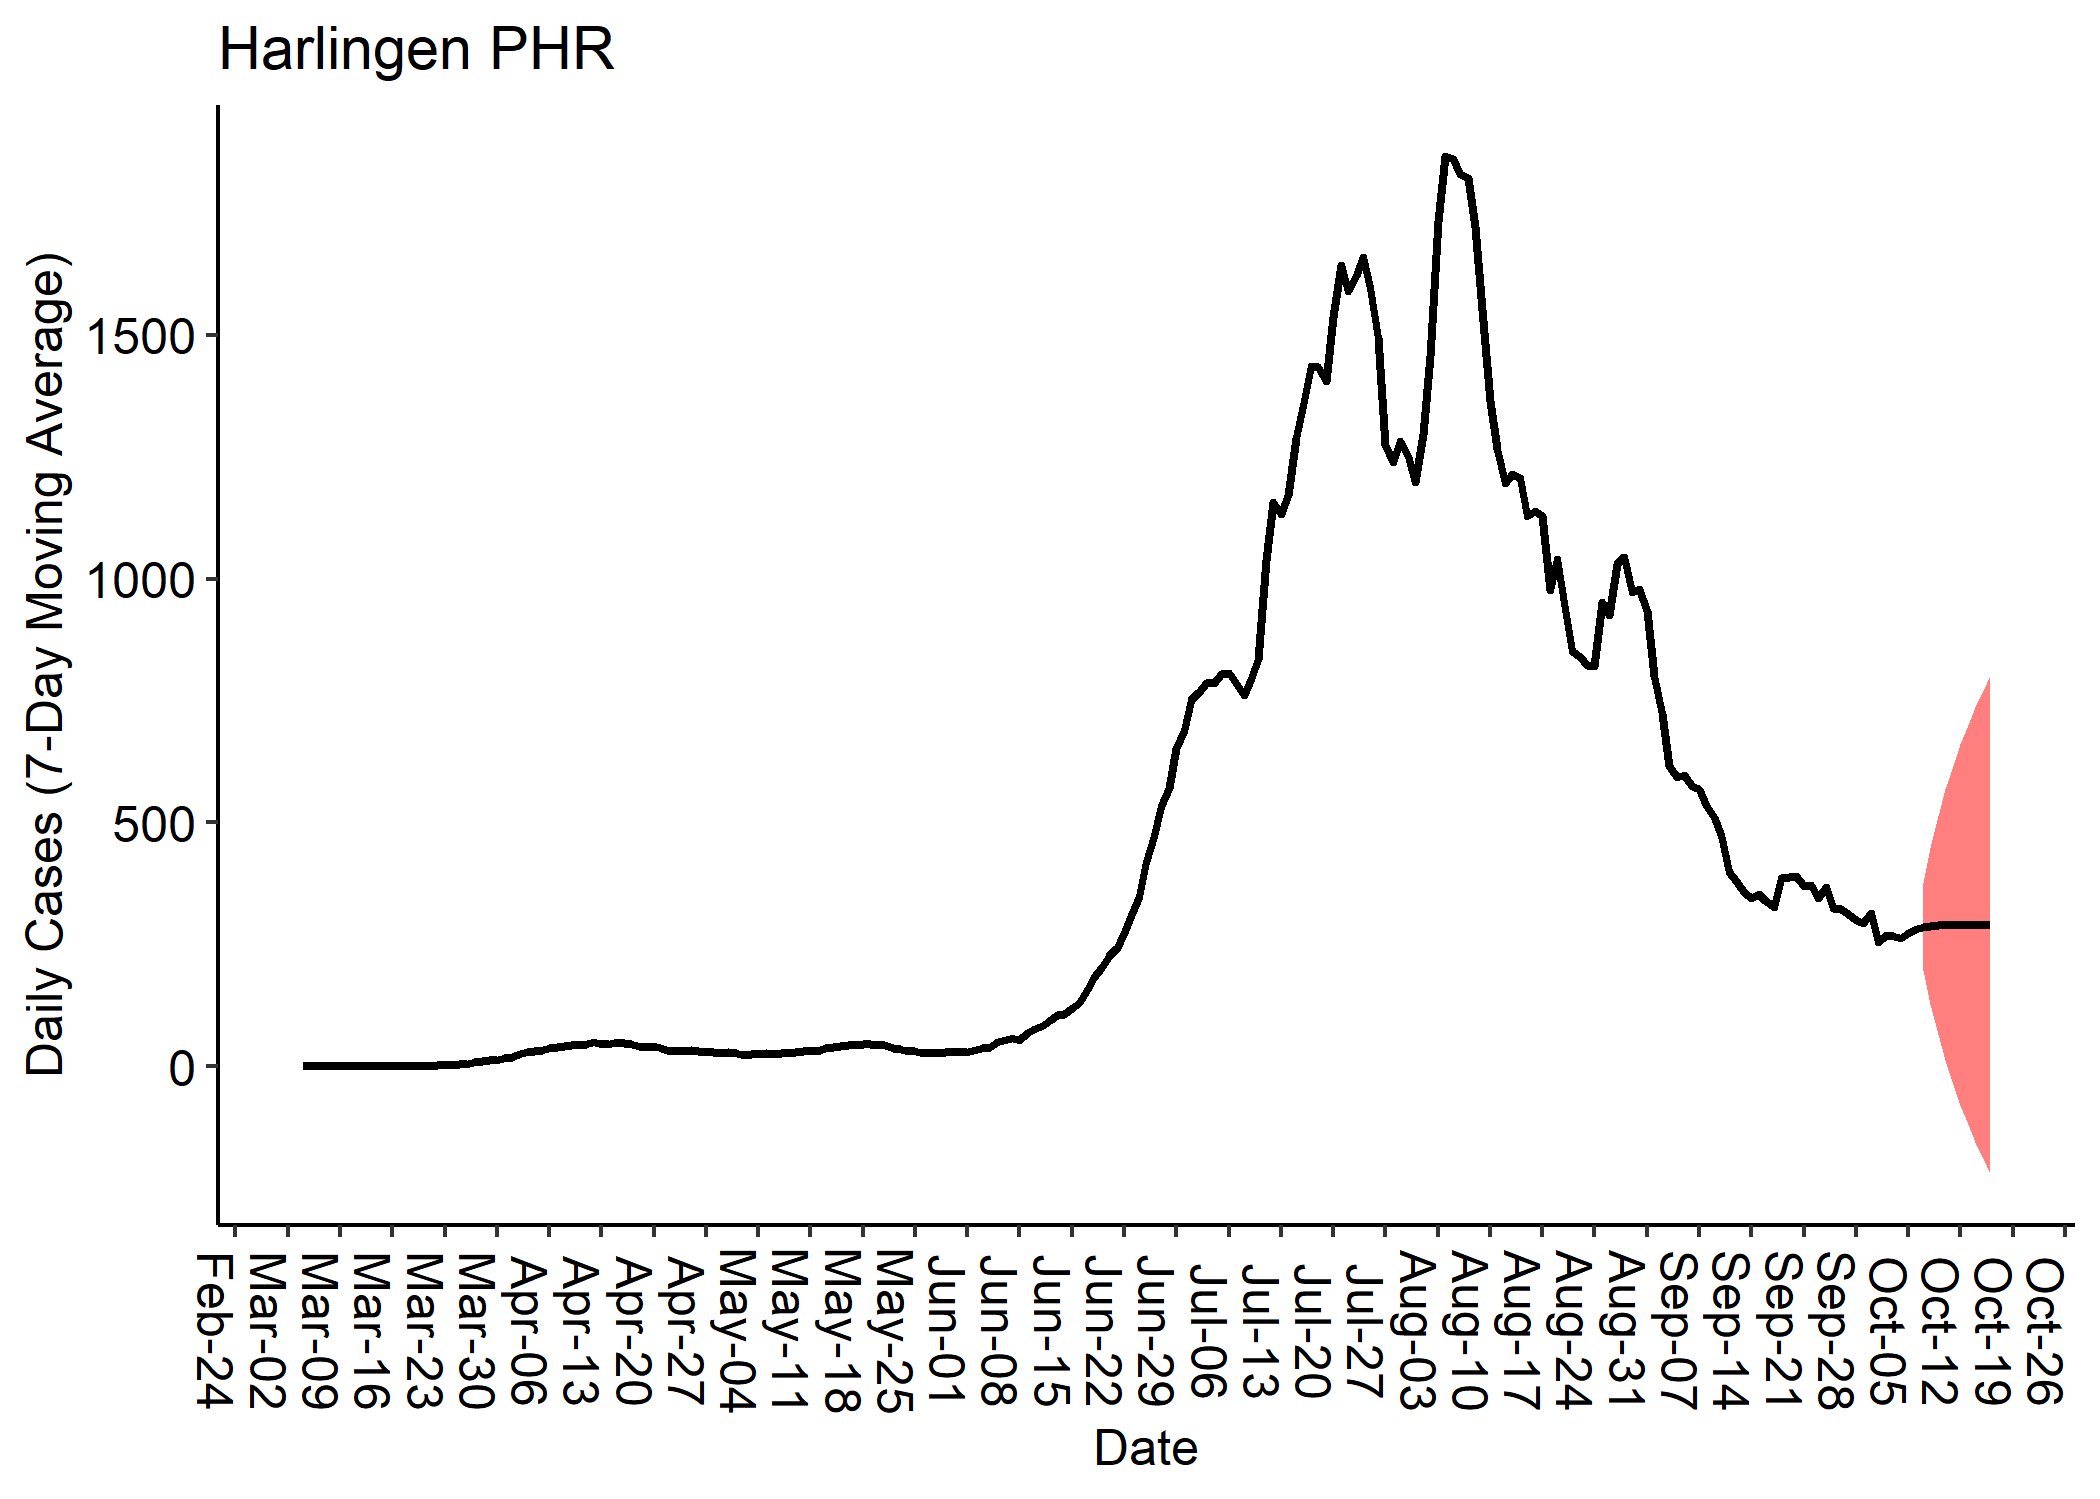 Harlingen PHR
Daily Cases (7-Day Moving Average)
1500
1000
500
0
Feb-24
Mar-02
Mar-09
Mar-16
Mar-23
Mar-30
Apr-06
Apr-13
Apr-20
Apr-27
May-04
May-11
May-18
May-25
Jun-01
Jun-08
Jun-15
Jun-22
Jun-29
Jul-06
Jul-13
Jul-20
Jul-27
Aug-03
Aug-10
Aug-17
Aug-24
Aug-31
Sep-07
Sep-14
Sep-21
Sep-28
Oct-05
Oct-12
Oct-19
Oct-26
Date